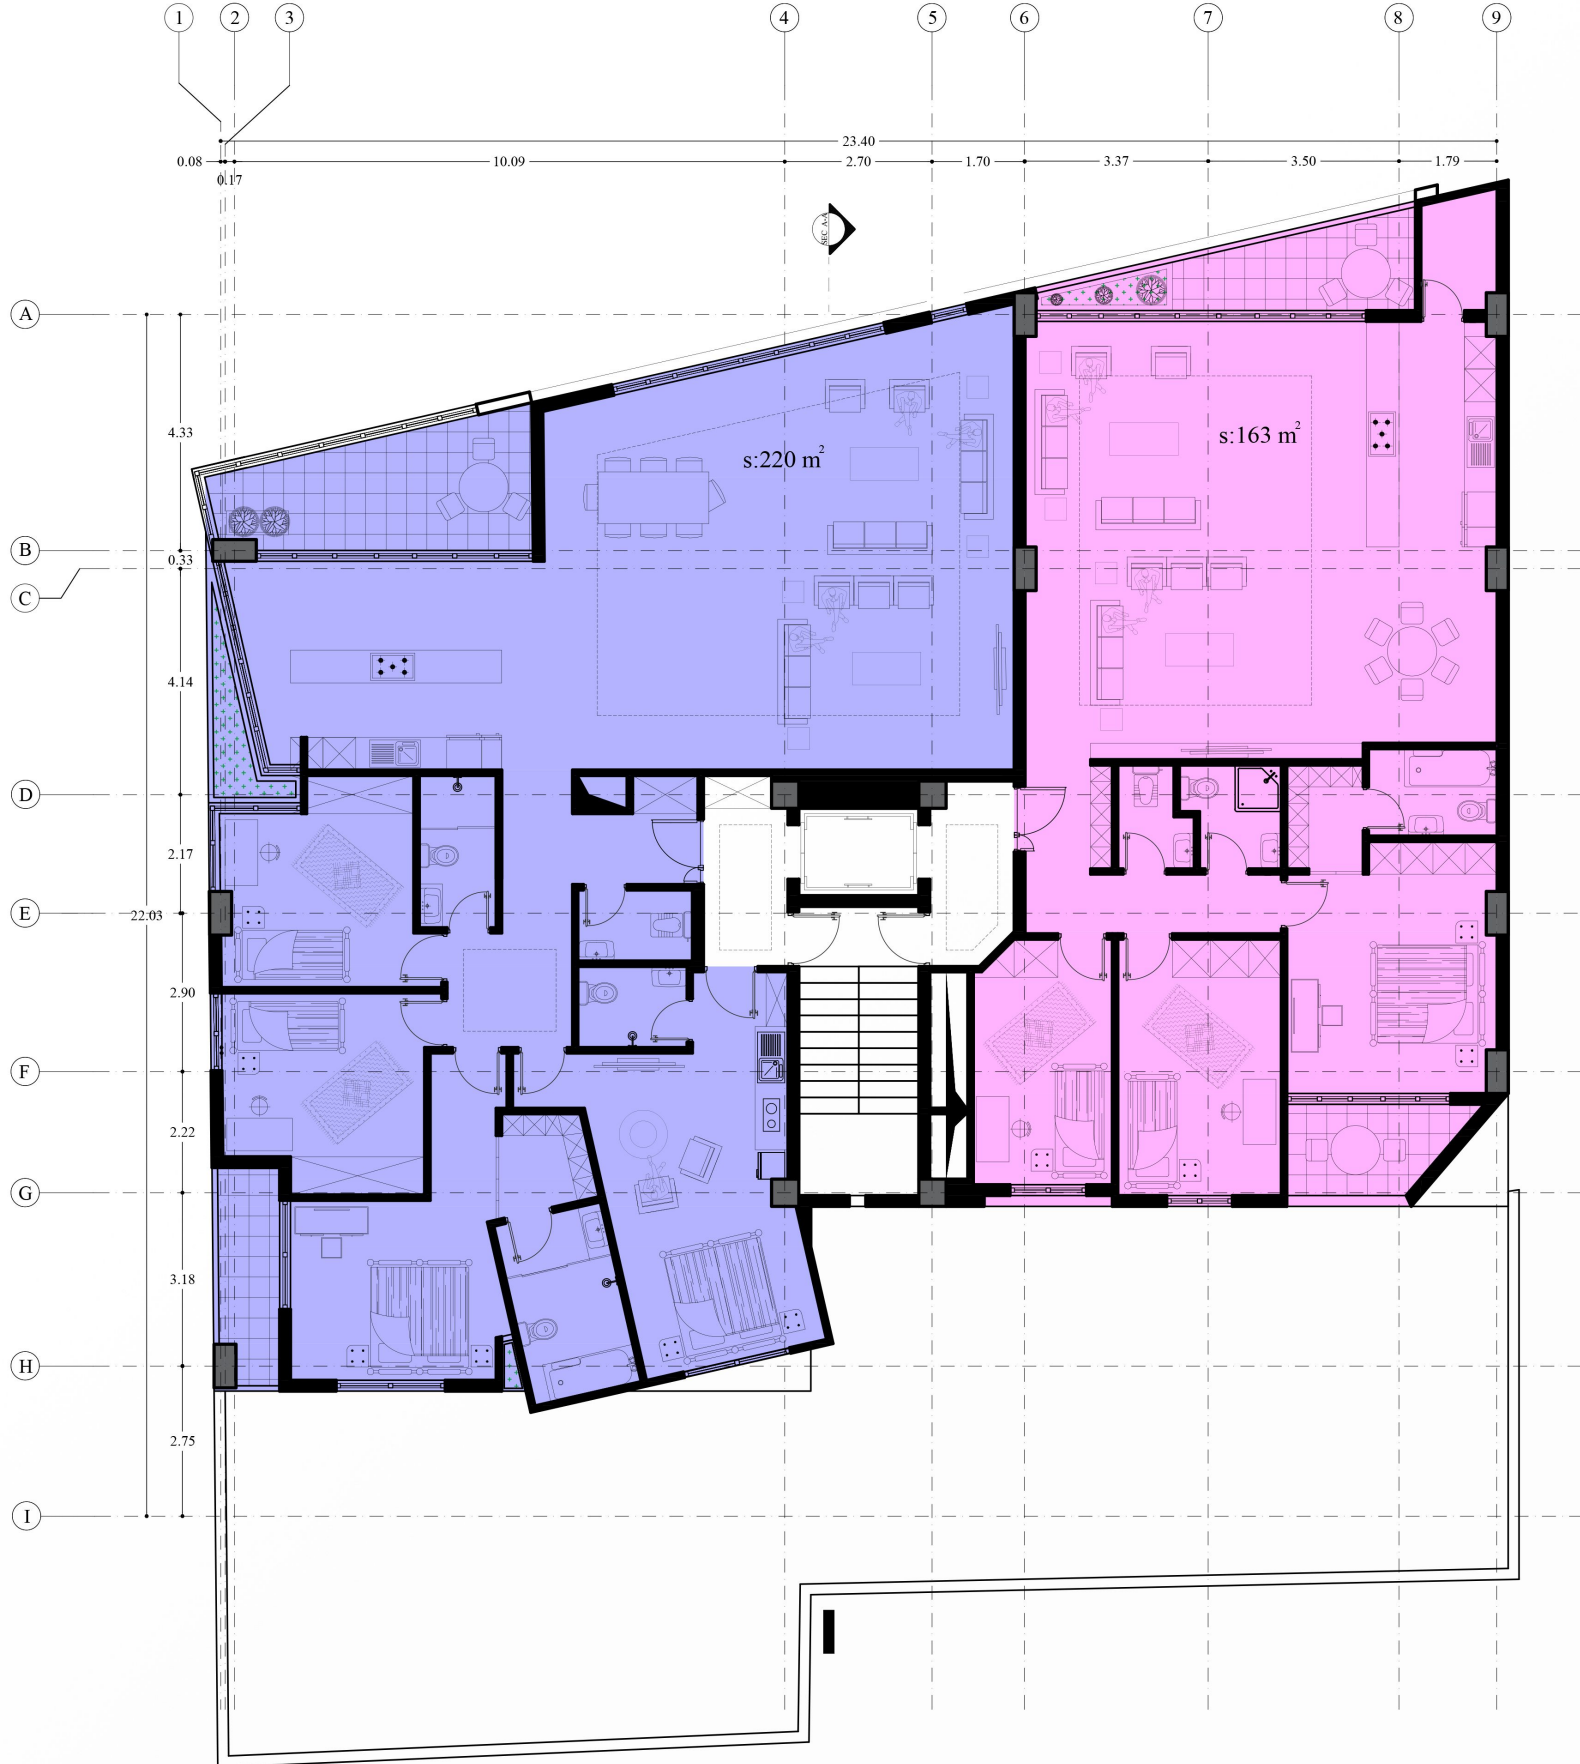 1 2 3 4 5 6 7 8 9
23.40
0.08 10.09 2.70 1.70 3.37 3.50 1.79
0.17
SEC A-A
A
4.33
s:163 m²
s:220 m²
B
0.33
C
4.14
D
2.17
E
22.03
2.90
F
2.22
G
3.18
H
2.75
I